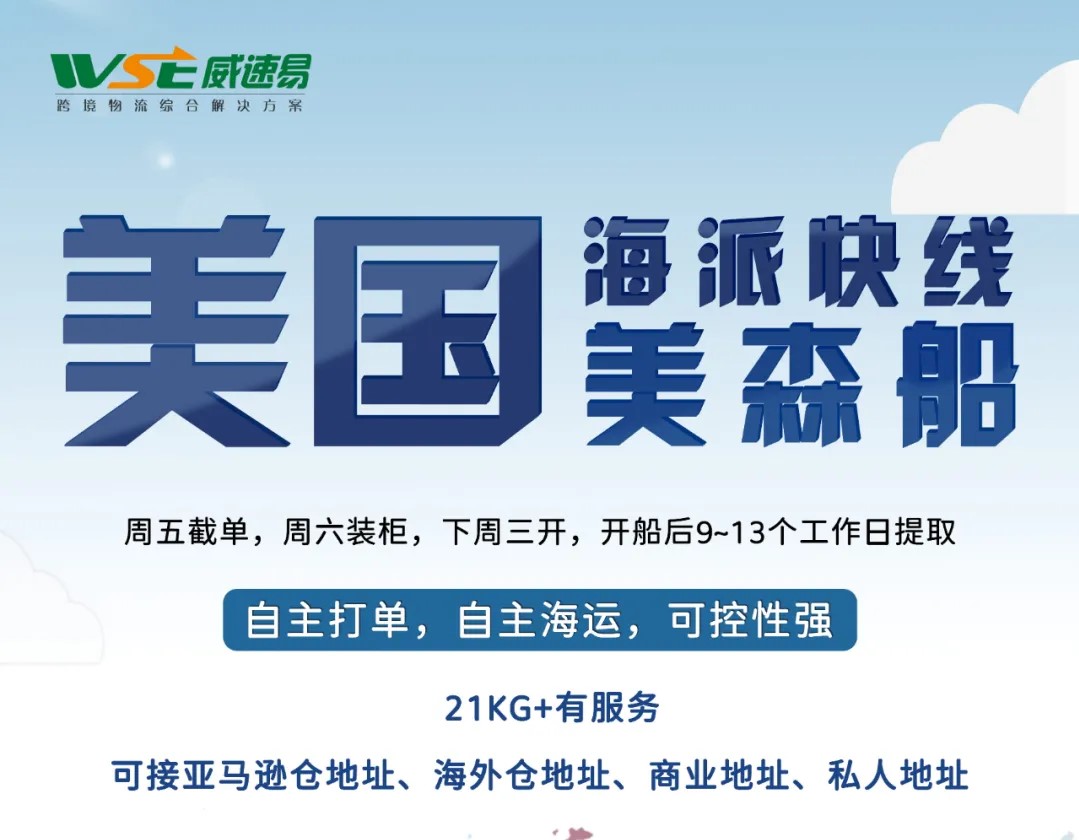 WSE威速易
跨境物流综合解决方案
美国
海派快线
美森船
周五截单，周六装柜，下周三开，开船后9~13个工作日提取
自主打单，自主海运，可控性强
21KG+有服务
可接亚马逊仓地址、海外仓地址、商业地址、私人地址